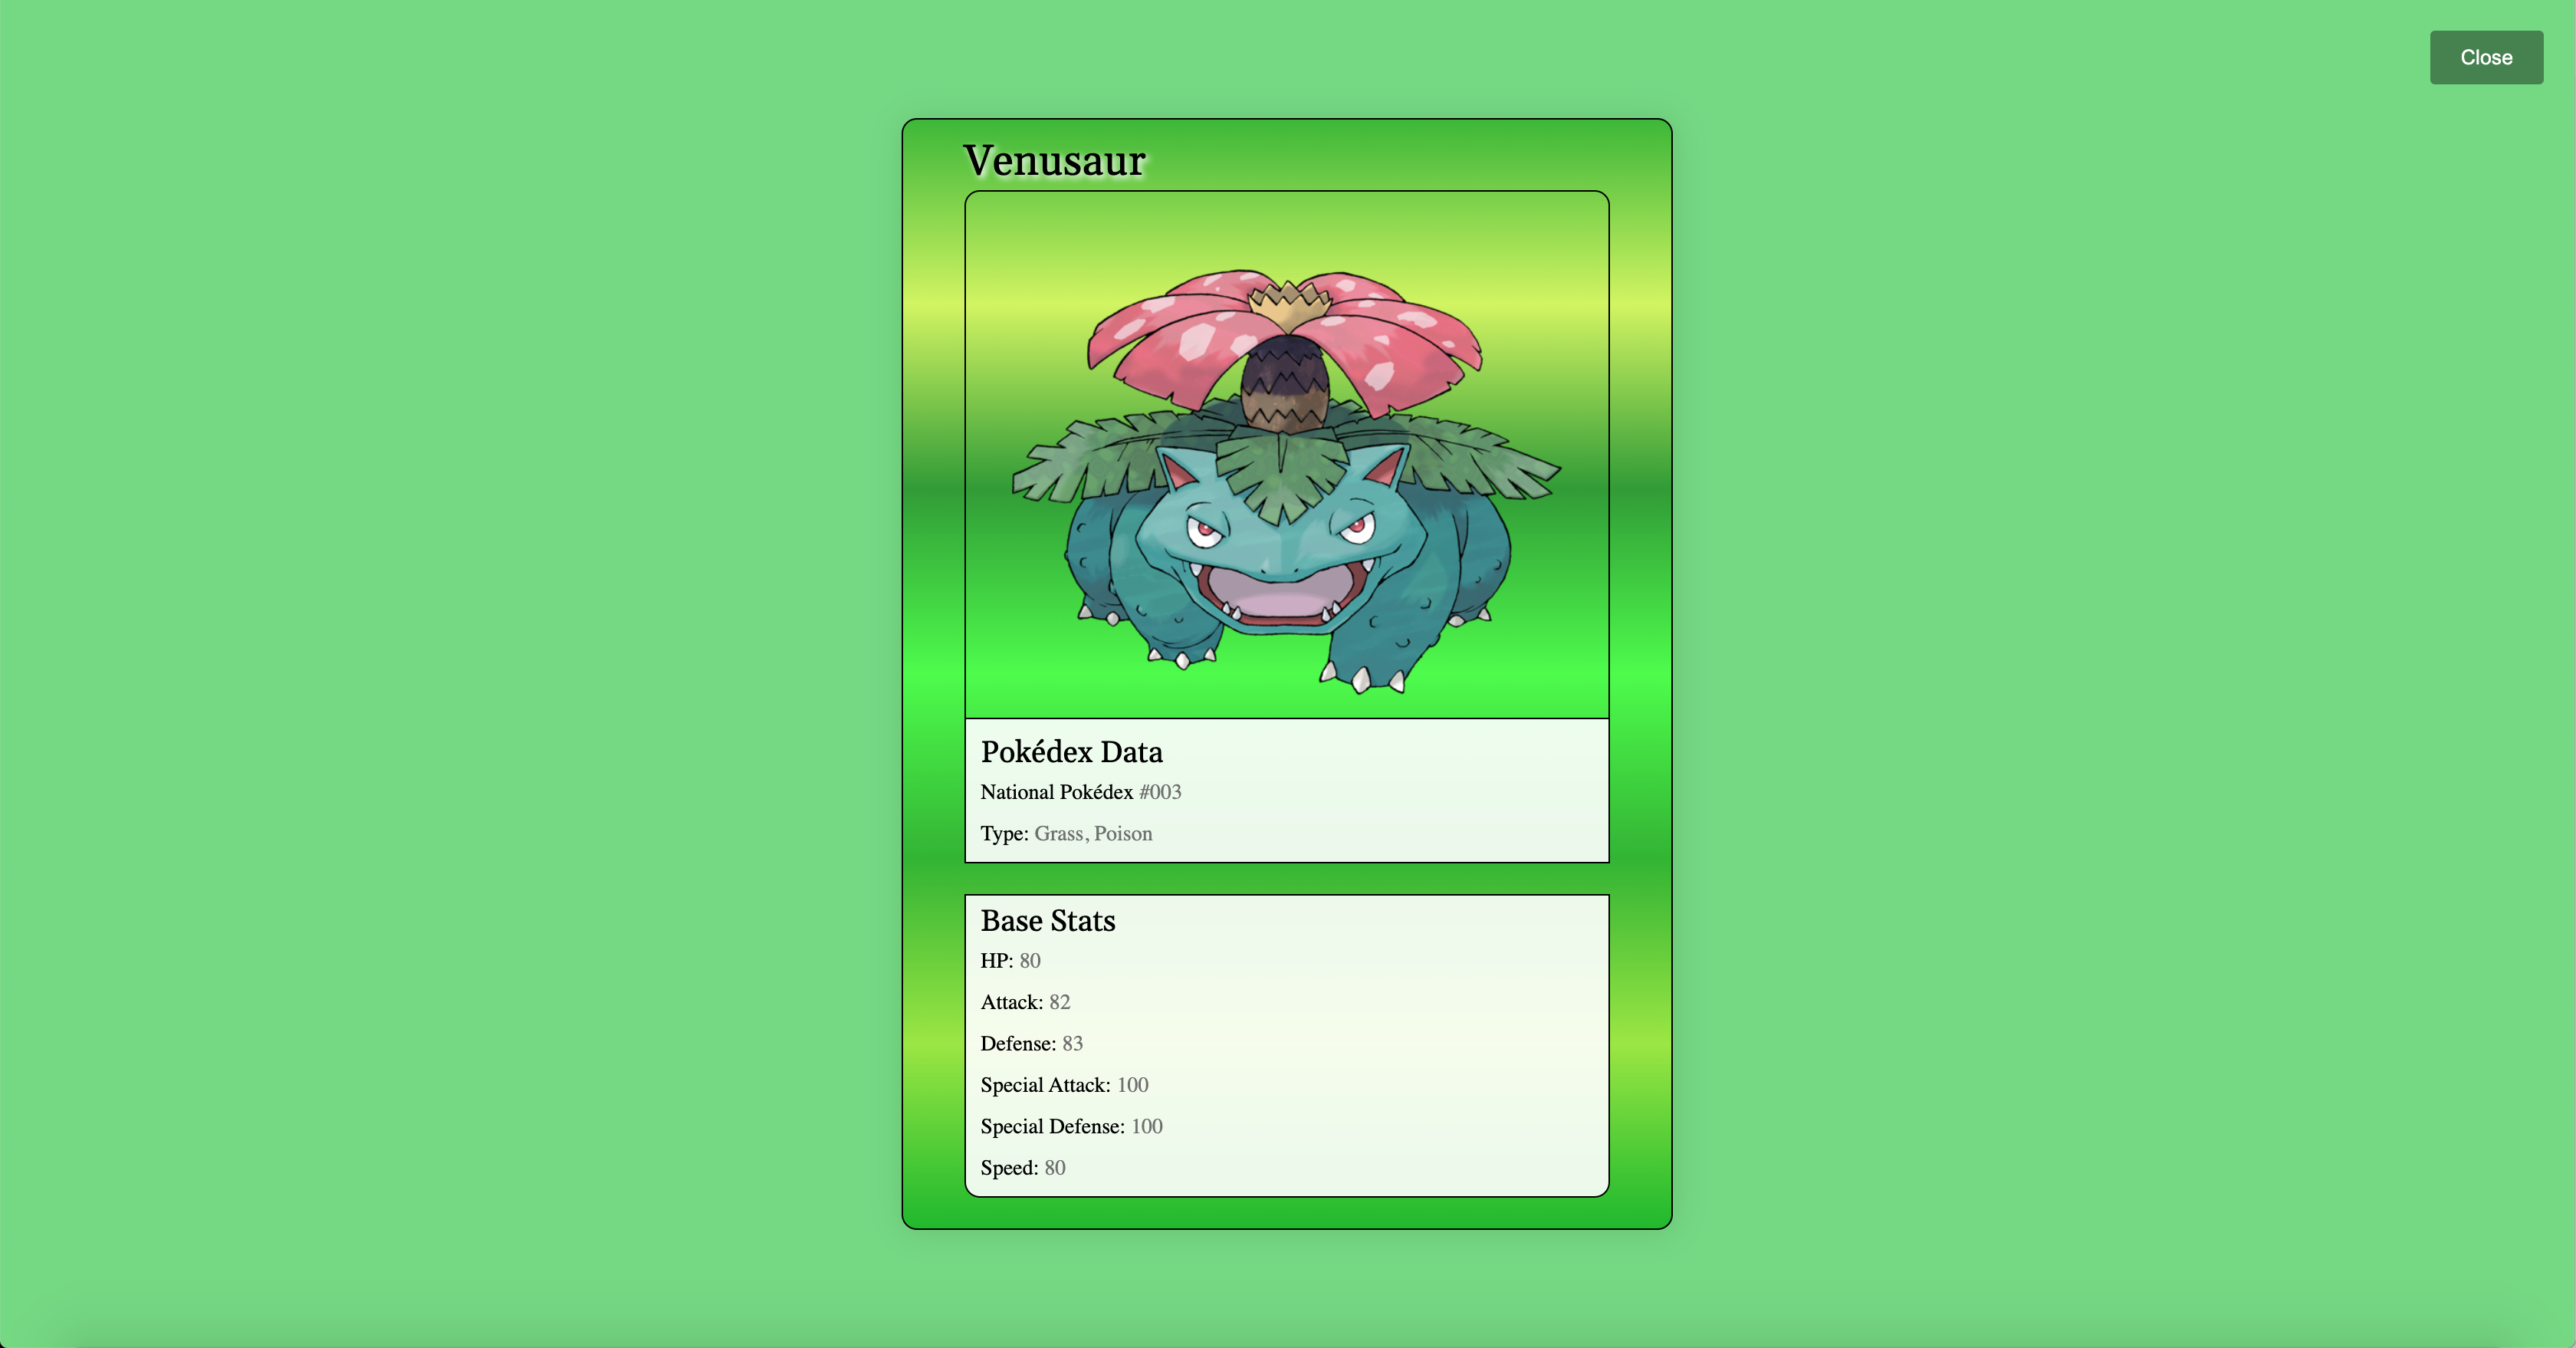 Close
Venusaur
Pokédex Data
National Pokédex #003
Type: Grass, Poison
Base Stats
HP: 80
Attack: 82
Defense: 83
Special Attack: 100
Special Defense: 100
Speed: 80